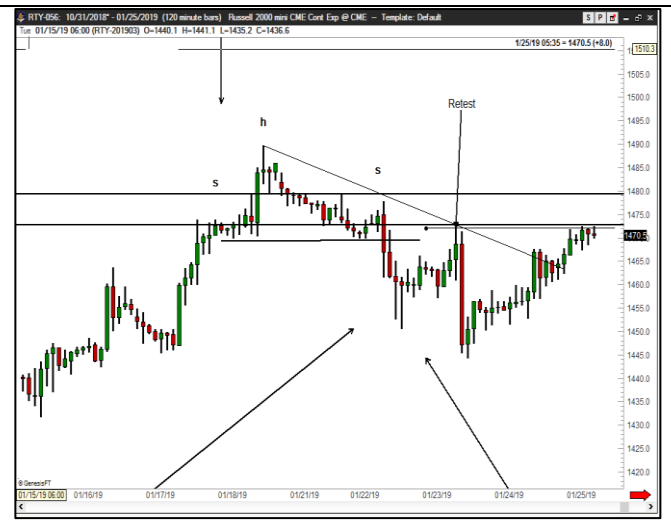 RTY-056: 10/31/2018* - 01/25/2019 (120 minute bars) Russell 2000 mini CME Cont Exp @ CME -- Template: Default
S P
Tue 01/15/19 06:00 (RTY-201903) O=1440.1 H=1441.1 L=1435.2 C=1436.6
1/25/19 05:35 = 1470.5 (+8.0)
1510.3
1505.0
1500.0
Retest
1495.0
h
1490.0
1485.0
s
s
1480.0
1475.0
1470.5
1465.0
1460.0
1455.0
1450.0
1445.0
1440.0
1435.0
1430.0
1425.0
1420.0
© GenesisFT
01/15/19 06:00 01/16/19 01/17/19 01/18/19 01/21/19 01/22/19 01/23/19 01/24/19 01/25/19